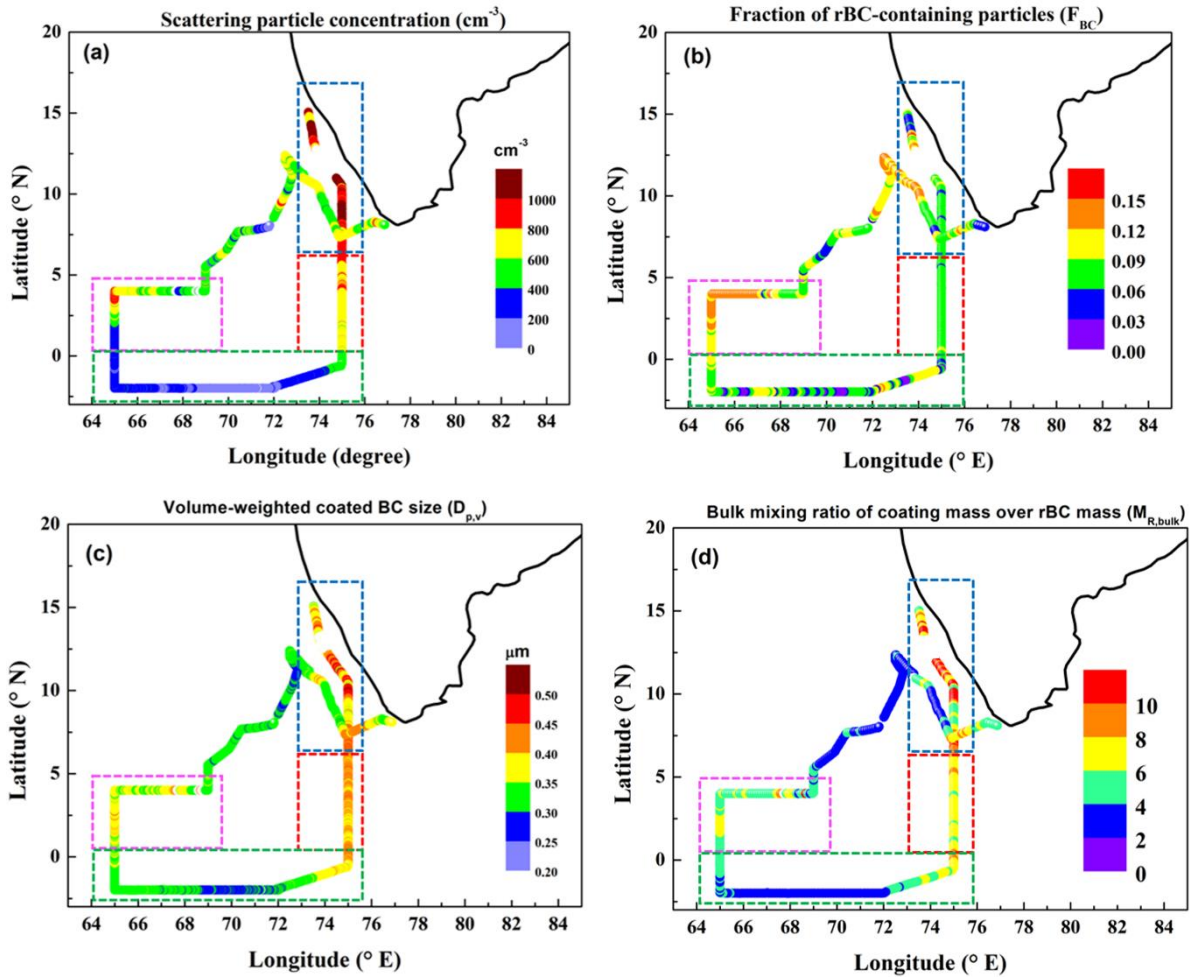 Scattering particle concentration (cm-3)
(a)
cm-3
1000
800
600
400
200
0
20
15
10
5
0
Latitude (° N)
64 66 68 70 72 74 76 78 80 82 84
Longitude (degree)
Fraction of rBC-containing particles (FBC)
(b)
0.15
0.12
0.09
0.06
0.03
0.00
20
15
10
5
0
Latitude (° N)
64 66 68 70 72 74 76 78 80 82 84
Longitude (° E)
Volume-weighted coated BC size (Dp,v)
(c)
μm
0.50
0.45
0.40
0.35
0.30
0.25
0.20
20
15
10
5
0
Latitude (° N)
64 66 68 70 72 74 76 78 80 82 84
Longitude (° E)
Bulk mixing ratio of coating mass over rBC mass (MR,bulk)
(d)
10
8
6
4
2
0
20
15
10
5
0
Latitude (° N)
64 66 68 70 72 74 76 78 80 82 84
Longitude (° E)